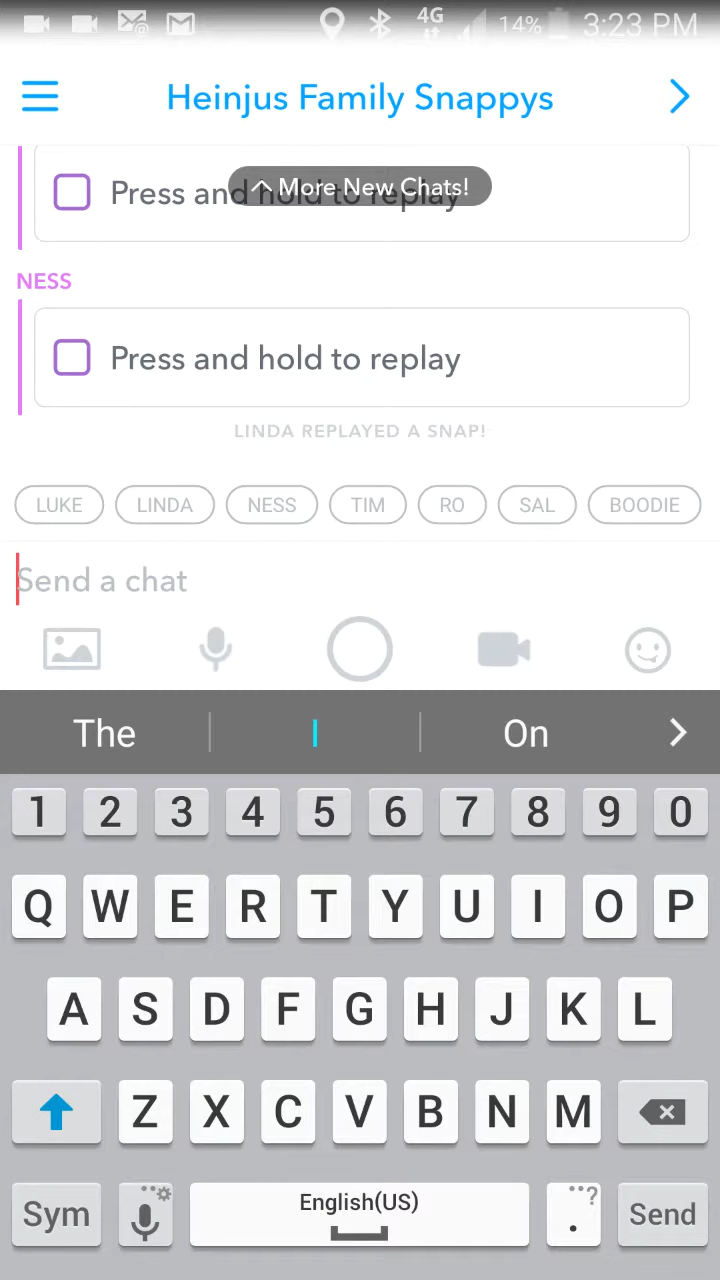 4G 14% 3:23 PM
Heinjus Family Snappys
Press and hold to replay
More New Chats!
NESS
Press and hold to replay
LINDA REPLAYED A SNAP!
LUKE LINDA NESS TIM RO SAL BOODIE
Send a chat
The I On
1 2 3 4 5 6 7 8 9 0
Q W E R T Y U I O P
A S D F G H J K L
Z X C V B N M
Sym English(US) . ? Send